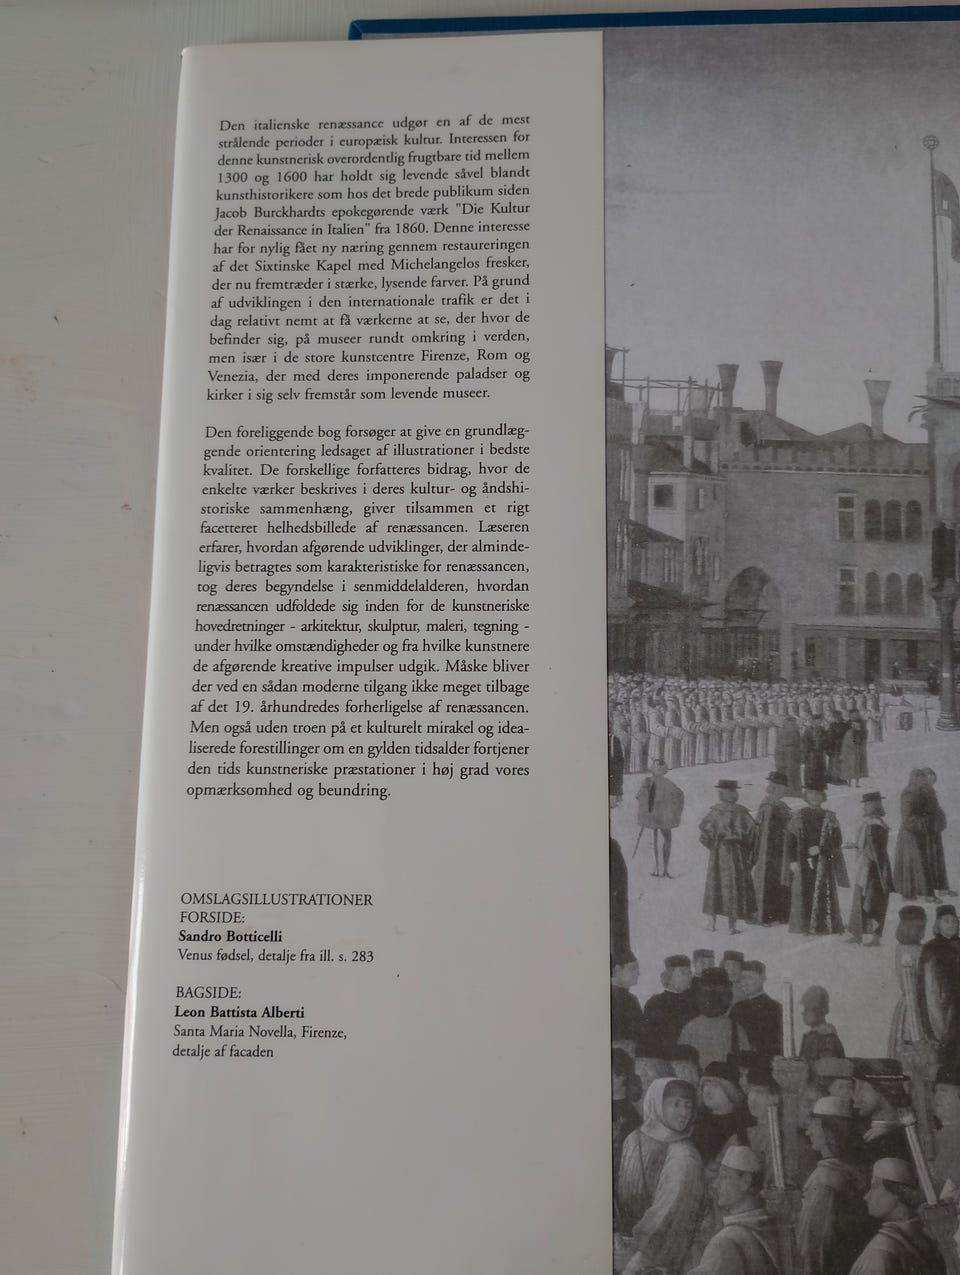 Den italienske renæssance udgør en af de mest
strålende perioder i europæisk kultur. Interessen for
denne kunstnerisk overordentlig frugtbare tid mellem
1300 og 1600 har holdt sig levende såvel blandt
kunsthistorikere som hos det brede publikum siden
Jacob Burckhardts epokegørende værk "Die Kultur
der Renaissance in Italien" fra 1860. Denne interesse
har for nylig fået ny næring gennem restaureringen
af det Sixtinske Kapel med Michelangelos fresker,
der nu fremtræder i stærke, lysende farver. På grund
af udviklingen i den internationale trafik er det i
dag relativt nemt at få værkerne at se, der hvor de
befinder sig, på museer rundt omkring i verden,
men især i de store kunstcentre Firenze, Rom og
Venezia, der med deres imponerende paladser og
kirker i sig selv fremstår som levende museer.
Den foreliggende bog forsøger at give en grundlæg-
gende orientering ledsaget af illustrationer i bedste
kvalitet. De forskellige forfatteres bidrag, hvor de
enkelte værker beskrives i deres kultur- og åndshi-
storiske sammenhæng, giver tilsammen et rigt
facetteret helhedsbillede af renæssancen. Læseren
erfarer, hvordan afgørende udviklinger, der alminde-
ligvis betragtes som karakteristiske for renæssancen,
tog deres begyndelse i senmiddelalderen, hvordan
renæssancen udfoldede sig inden for de kunstneriske
hovedretninger - arkitektur, skulptur, maleri, tegning -
under hvilke omstændigheder og fra hvilke kunstnere
de afgørende kreative impulser udgik. Måske bliver
der ved en sådan moderne tilgang ikke meget tilbage
af det 19. århundredes forherligelse af renæssancen.
Men også uden troen på et kulturelt mirakel og idea-
liserede forestillinger om en gylden tidsalder fortjener
den tids kunstneriske præstationer i høj grad vores
opmærksomhed og beundring.
OMSLAGSILLUSTRATIONER
FORSIDE:
Sandro Botticelli
Venus fødsel, detalje fra ill. s. 283
BAGSIDE:
Leon Battista Alberti
Santa Maria Novella, Firenze,
detalje af facaden